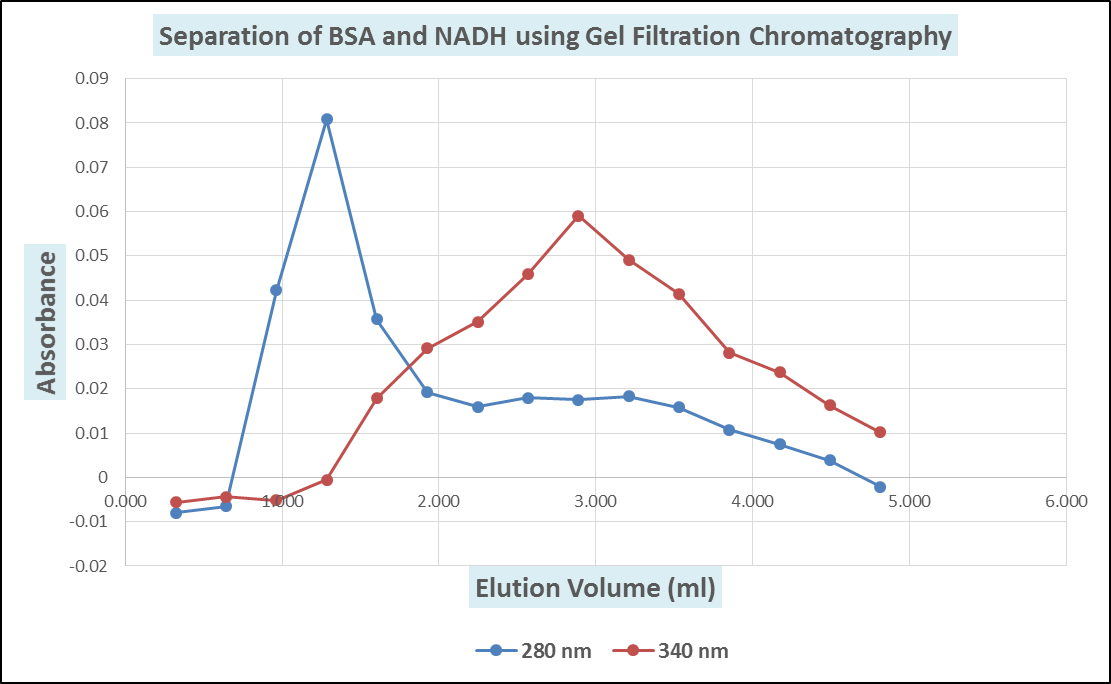 Separation of BSA and NADH using Gel Filtration Chromatography
0.09
0.08
0.07
0.06
0.05
0.04
0.03
0.02
0.01
0
-0.01
-0.02
Absorbance
0.000 1.000 2.000 3.000 4.000 5.000 6.000
Elution Volume (ml)
280 nm 340 nm